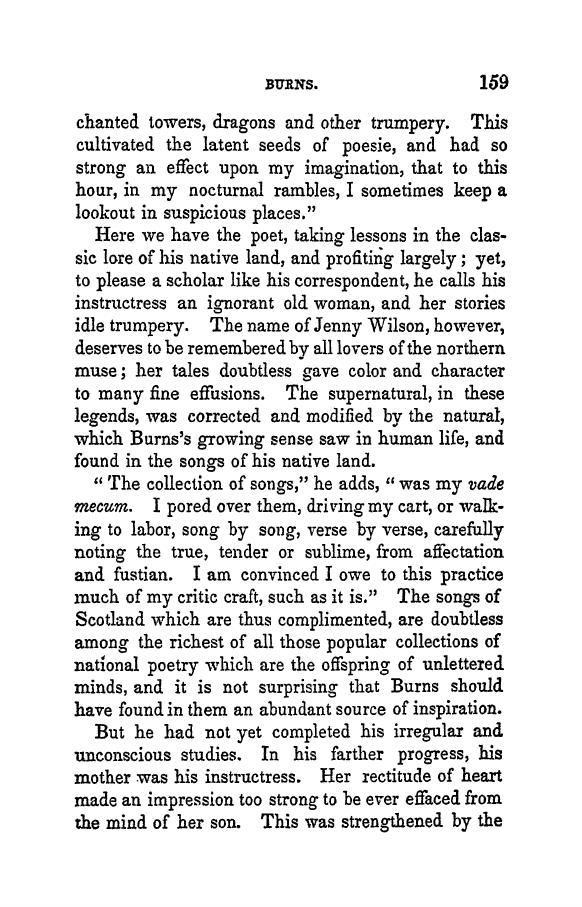 BURNS. 159
chanted towers, dragons and other trumpery. This
cultivated the latent seeds of poesie, and had so
strong an effect upon my imagination, that to this
hour, in my nocturnal rambles, I sometimes keep a
lookout in suspicious places.”
Here we have the poet, taking lessons in the clas-
sic lore of his native land, and profiting largely; yet,
to please a scholar like his correspondent, he calls his
instructress an ignorant old woman, and her stories
idle trumpery. The name of Jenny Wilson, however,
deserves to be remembered by all lovers of the northern
muse; her tales doubtless gave color and character
to many fine effusions. The supernatural, in these
legends, was corrected and modified by the natural,
which Burns's growing sense saw in human life, and
found in the songs of his native land.
“The collection of songs,” he adds, “was my vade
mecum. I pored over them, driving my cart, or walk-
ing to labor, song by song, verse by verse, carefully
noting the true, tender or sublime, from affectation
and fustian. I am convinced I owe to this practice
much of my critic craft, such as it is.” The songs of
Scotland which are thus complimented, are doubtless
among the richest of all those popular collections of
national poetry which are the offspring of unlettered
minds, and it is not surprising that Burns should
have found in them an abundant source of inspiration.
But he had not yet completed his irregular and
unconscious studies. In his farther progress, his
mother was his instructress. Her rectitude of heart
made an impression too strong to be ever effaced from
the mind of her son. This was strengthened by the